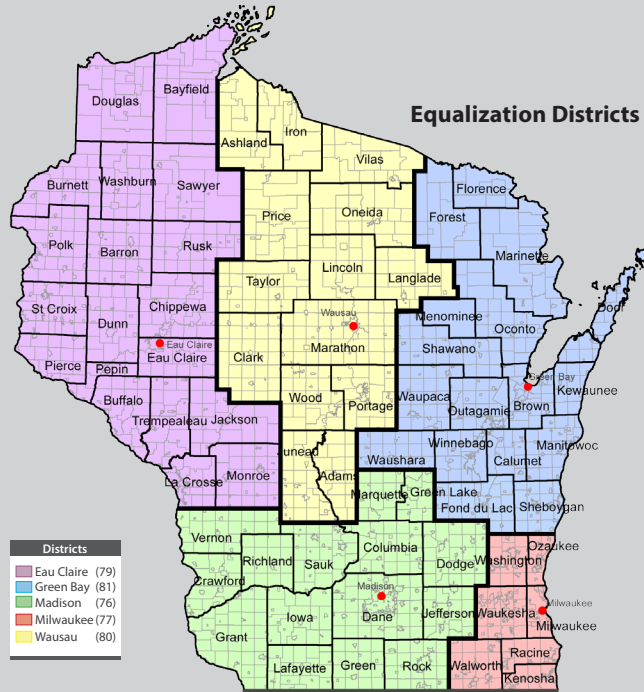 Equalization Districts
Douglas
Bayfield
Ashland
Iron
Vilas
Florence
Forest
Burnett
Washburn
Sawyer
Price
Oneida
Marinette
Polk
Barron
Rusk
Taylor
Lincoln
Langlade
Door
St Croix
Dunn
Chippewa
Eau Claire
Eau Claire
Wausau
Marathon
Clark
Menominee
Oconto
Shawano
Pierce
Pepin
Green Bay
Buffalo
Wood
Portage
Waupaca
Outagamie
Brown
Kewaunee
Trempealeau
Jackson
Juneau
Adams
Waushara
Winnebago
Calumet
Manitowoc
La Crosse
Monroe
Marquette
Green Lake
Fond du Lac
Sheboygan
Vernon
Richland
Sauk
Columbia
Dodge
Washington
Ozaukee
Crawford
Madison
Dane
Jefferson
Waukesha
Milwaukee
Milwaukee
Iowa
Grant
Lafayette
Green
Rock
Walworth
Racine
Kenosha
Districts
Eau Claire (79)
Green Bay (81)
Madison (76)
Milwaukee (77)
Wausau (80)